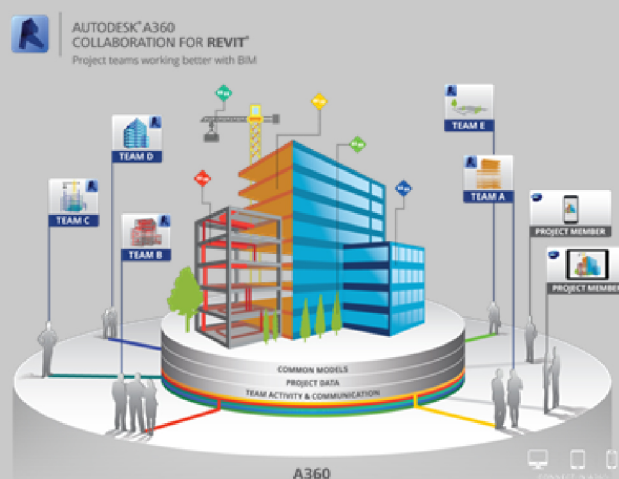 AUTODESK® A360
COLLABORATION FOR REVIT®
Project teams working better with BIM
TEAM E
TEAM D
TEAM A
TEAM C
TEAM B
PROJECT MEMBER
PROJECT MEMBER
COMMON MODELS
PROJECT DATA
TEAM ACTIVITY & COMMUNICATION
A360